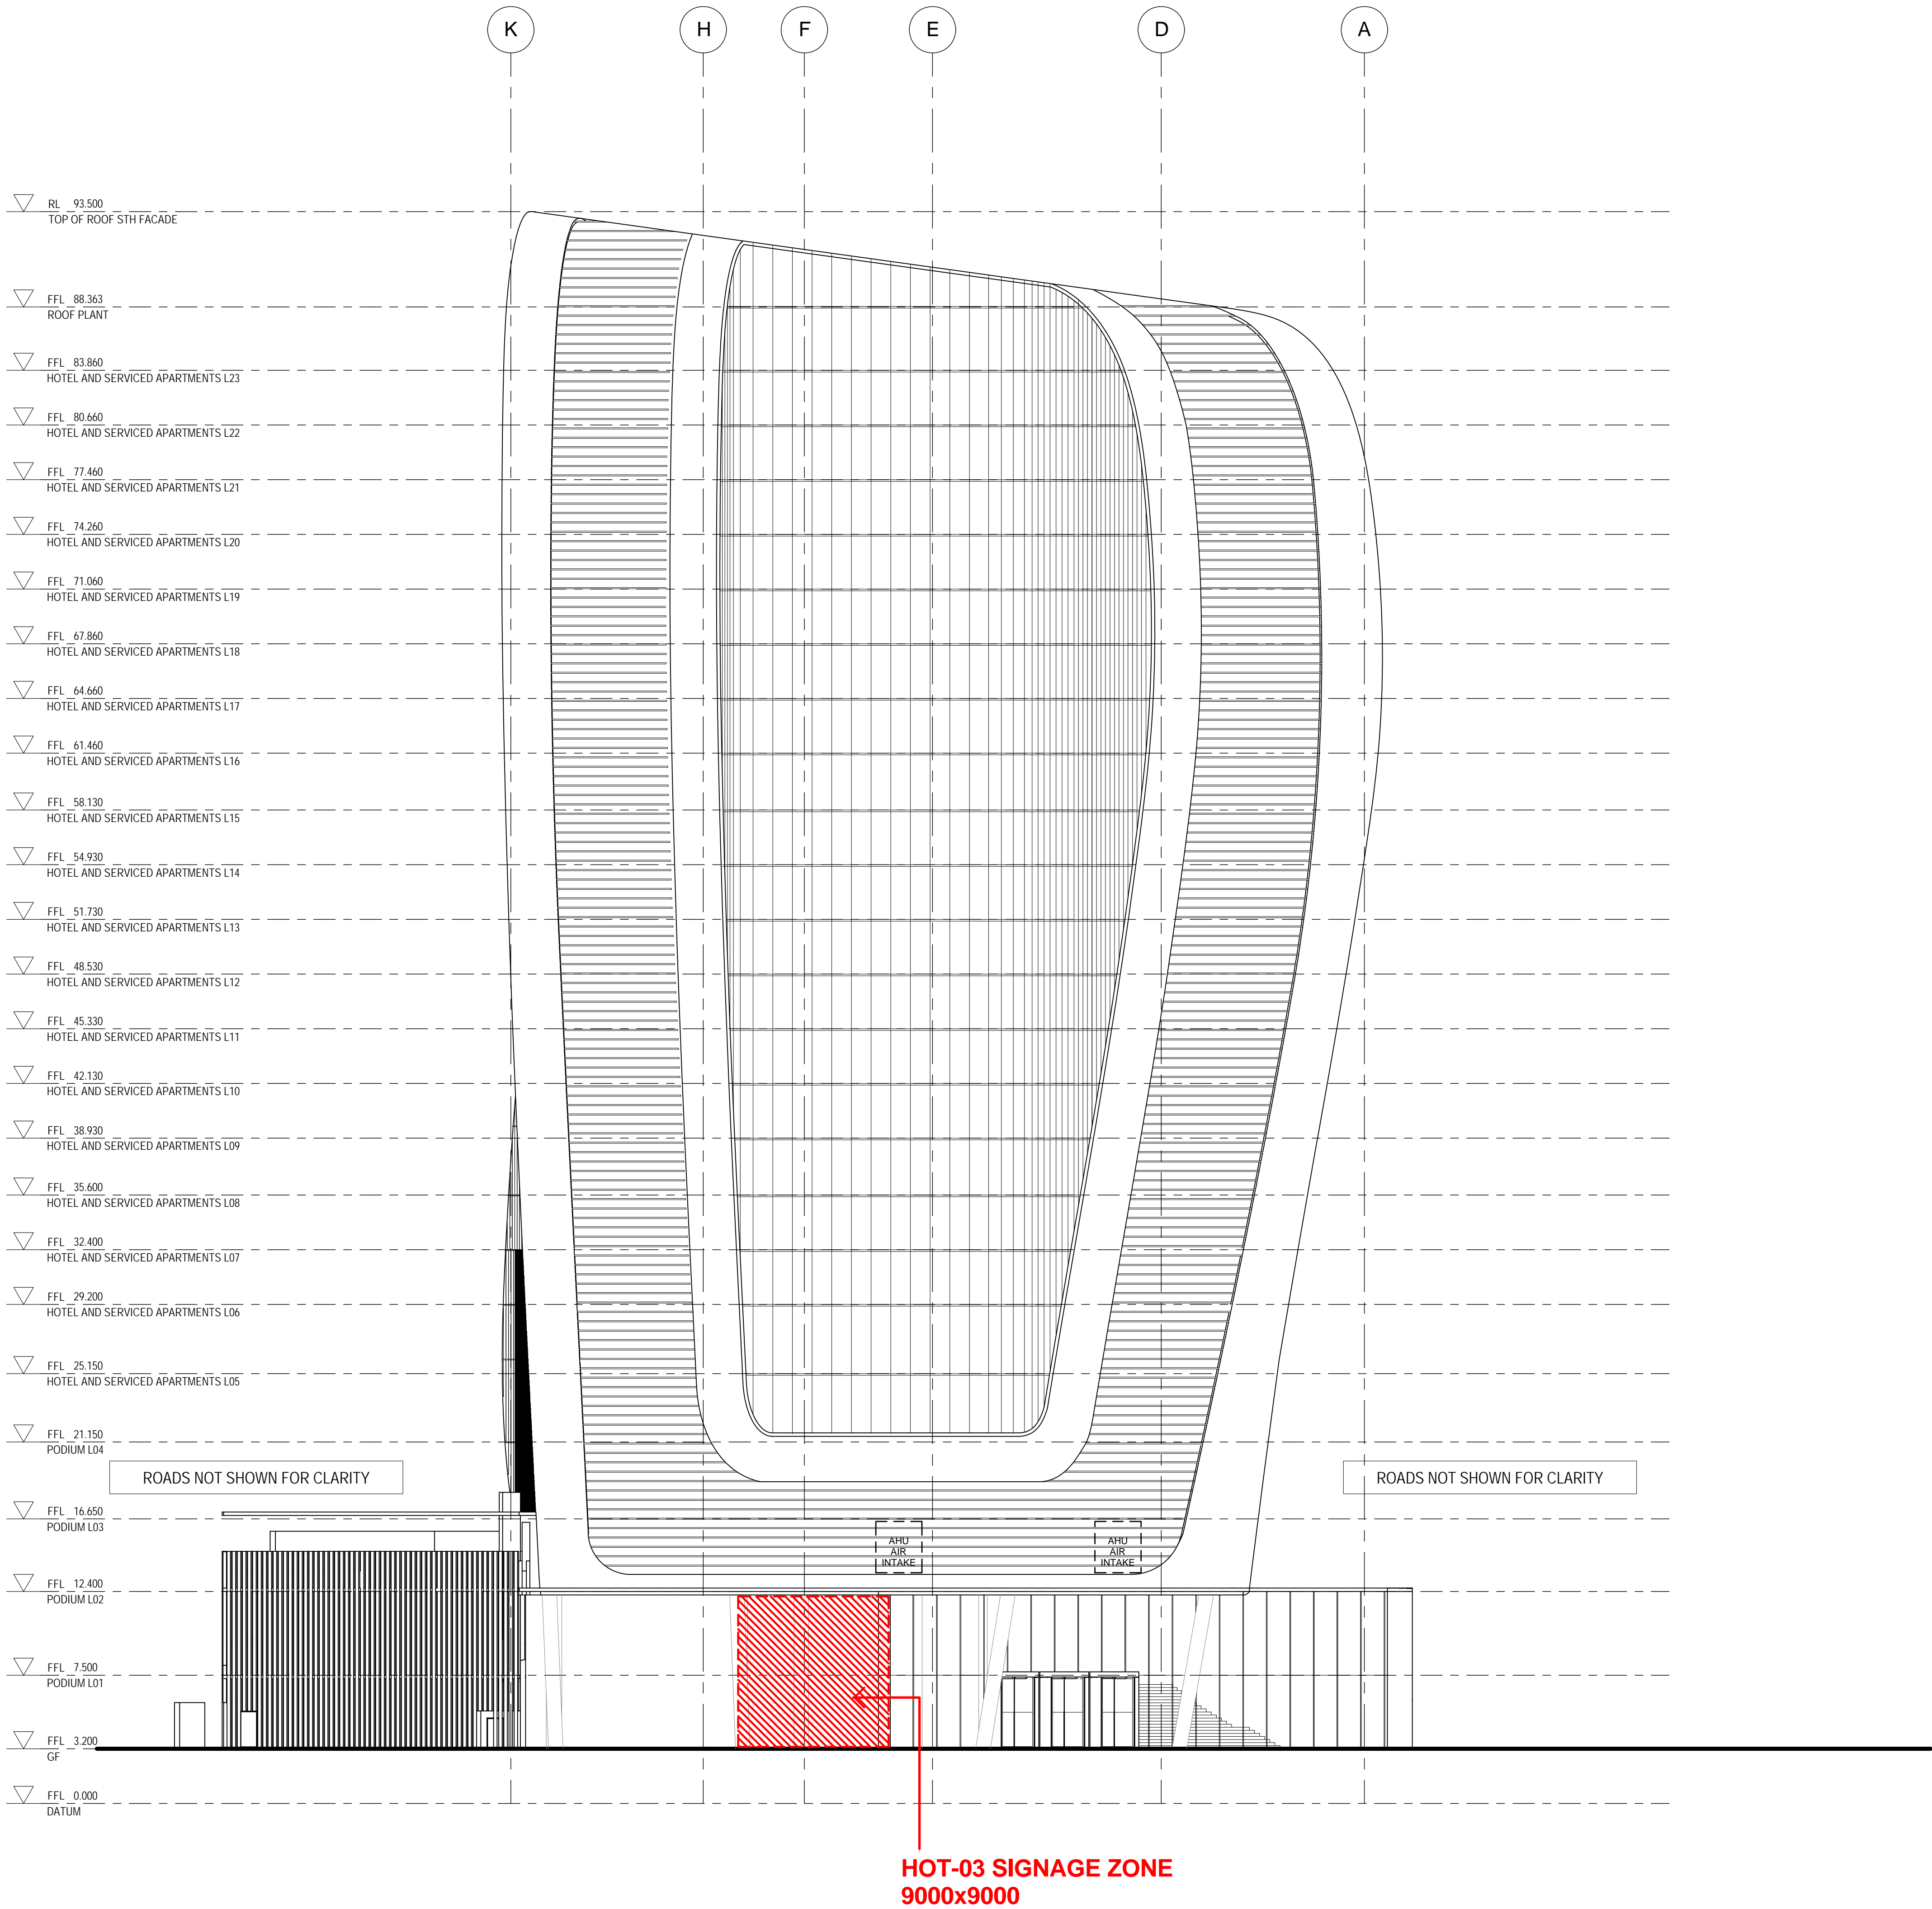 K H F E D A
RL 93.500
TOP OF ROOF STH FACADE
FFL 88.363
ROOF PLANT
FFL 83.860
HOTEL AND SERVICED APARTMENTS L23
FFL 80.660
HOTEL AND SERVICED APARTMENTS L22
FFL 77.460
HOTEL AND SERVICED APARTMENTS L21
FFL 74.260
HOTEL AND SERVICED APARTMENTS L20
FFL 71.060
HOTEL AND SERVICED APARTMENTS L19
FFL 67.860
HOTEL AND SERVICED APARTMENTS L18
FFL 64.660
HOTEL AND SERVICED APARTMENTS L17
FFL 61.460
HOTEL AND SERVICED APARTMENTS L16
FFL 58.130
HOTEL AND SERVICED APARTMENTS L15
FFL 54.930
HOTEL AND SERVICED APARTMENTS L14
FFL 51.730
HOTEL AND SERVICED APARTMENTS L13
FFL 48.530
HOTEL AND SERVICED APARTMENTS L12
FFL 45.330
HOTEL AND SERVICED APARTMENTS L11
FFL 42.130
HOTEL AND SERVICED APARTMENTS L10
FFL 38.930
HOTEL AND SERVICED APARTMENTS L09
FFL 35.600
HOTEL AND SERVICED APARTMENTS L08
FFL 32.400
HOTEL AND SERVICED APARTMENTS L07
FFL 29.200
HOTEL AND SERVICED APARTMENTS L06
FFL 25.150
HOTEL AND SERVICED APARTMENTS L05
FFL 21.150
PODIUM L04
ROADS NOT SHOWN FOR CLARITY
ROADS NOT SHOWN FOR CLARITY
FFL 16.650
PODIUM L03
AHU
AIR
INTAKE
AHU
AIR
INTAKE
FFL 12.400
PODIUM L02
FFL 7.500
PODIUM L01
FFL 3.200
GF
FFL 0.000
DATUM
HOT-03 SIGNAGE ZONE
9000x9000